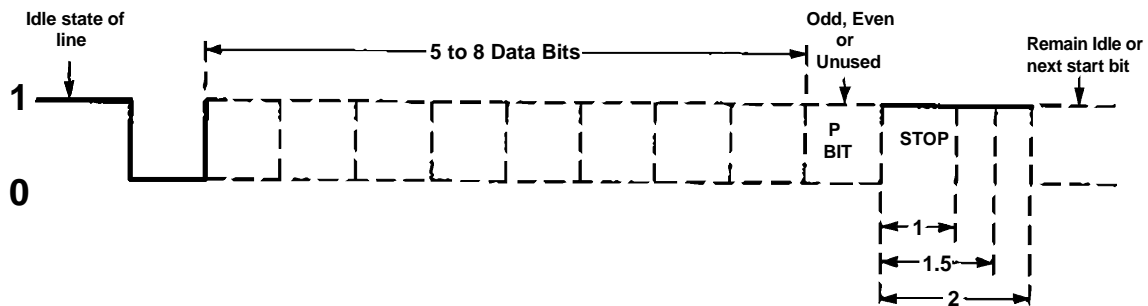 Idle state of
line
5 to 8 Data Bits
Odd, Even
or
Unused
Remain Idle or
next start bit
1
0
P
BIT
STOP
1
1.5
2